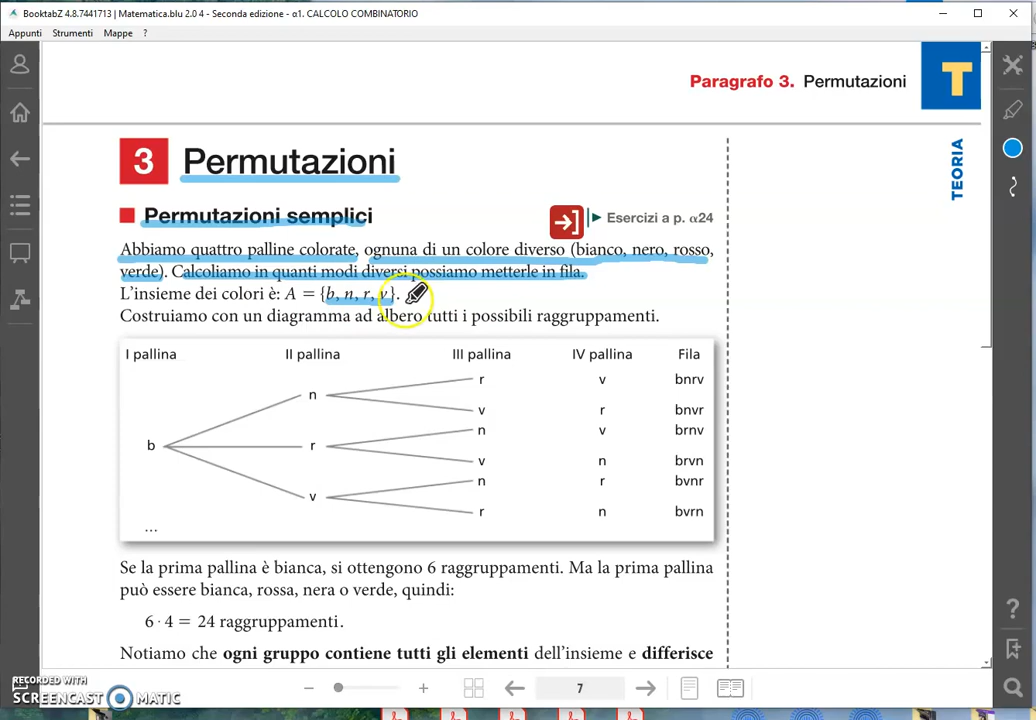 BooktabZ 4.8.7441713 | Matematica.blu 2.0 4 - Seconda edizione - α1. CALCOLO COMBINATORIO
Appunti Strumenti Mappe ?
Paragrafo 3. Permutazioni
T
TEORIA
3 Permutazioni
Permutazioni semplici
Esercizi a p. α24
Abbiamo quattro palline colorate, ognuna di un colore diverso (bianco, nero, rosso,
verde). Calcoliamo in quanti modi diversi possiamo metterle in fila.
L'insieme dei colori è: A = {b, n, r, v}.
Costruiamo con un diagramma ad albero tutti i possibili raggruppamenti.
I pallina II pallina III pallina IV pallina Fila
r v bnrv
n
v r bnvr
n v brnv
b r
v n brvn
n r bvnr
v
r n bvrn
...
Se la prima pallina è bianca, si ottengono 6 raggruppamenti. Ma la prima pallina
può essere bianca, rossa, nera o verde, quindi:
6 · 4 = 24 raggruppamenti.
Notiamo che ogni gruppo contiene tutti gli elementi dell'insieme e differisce
RECORDED WITH
SCREENCAST MATIC
7